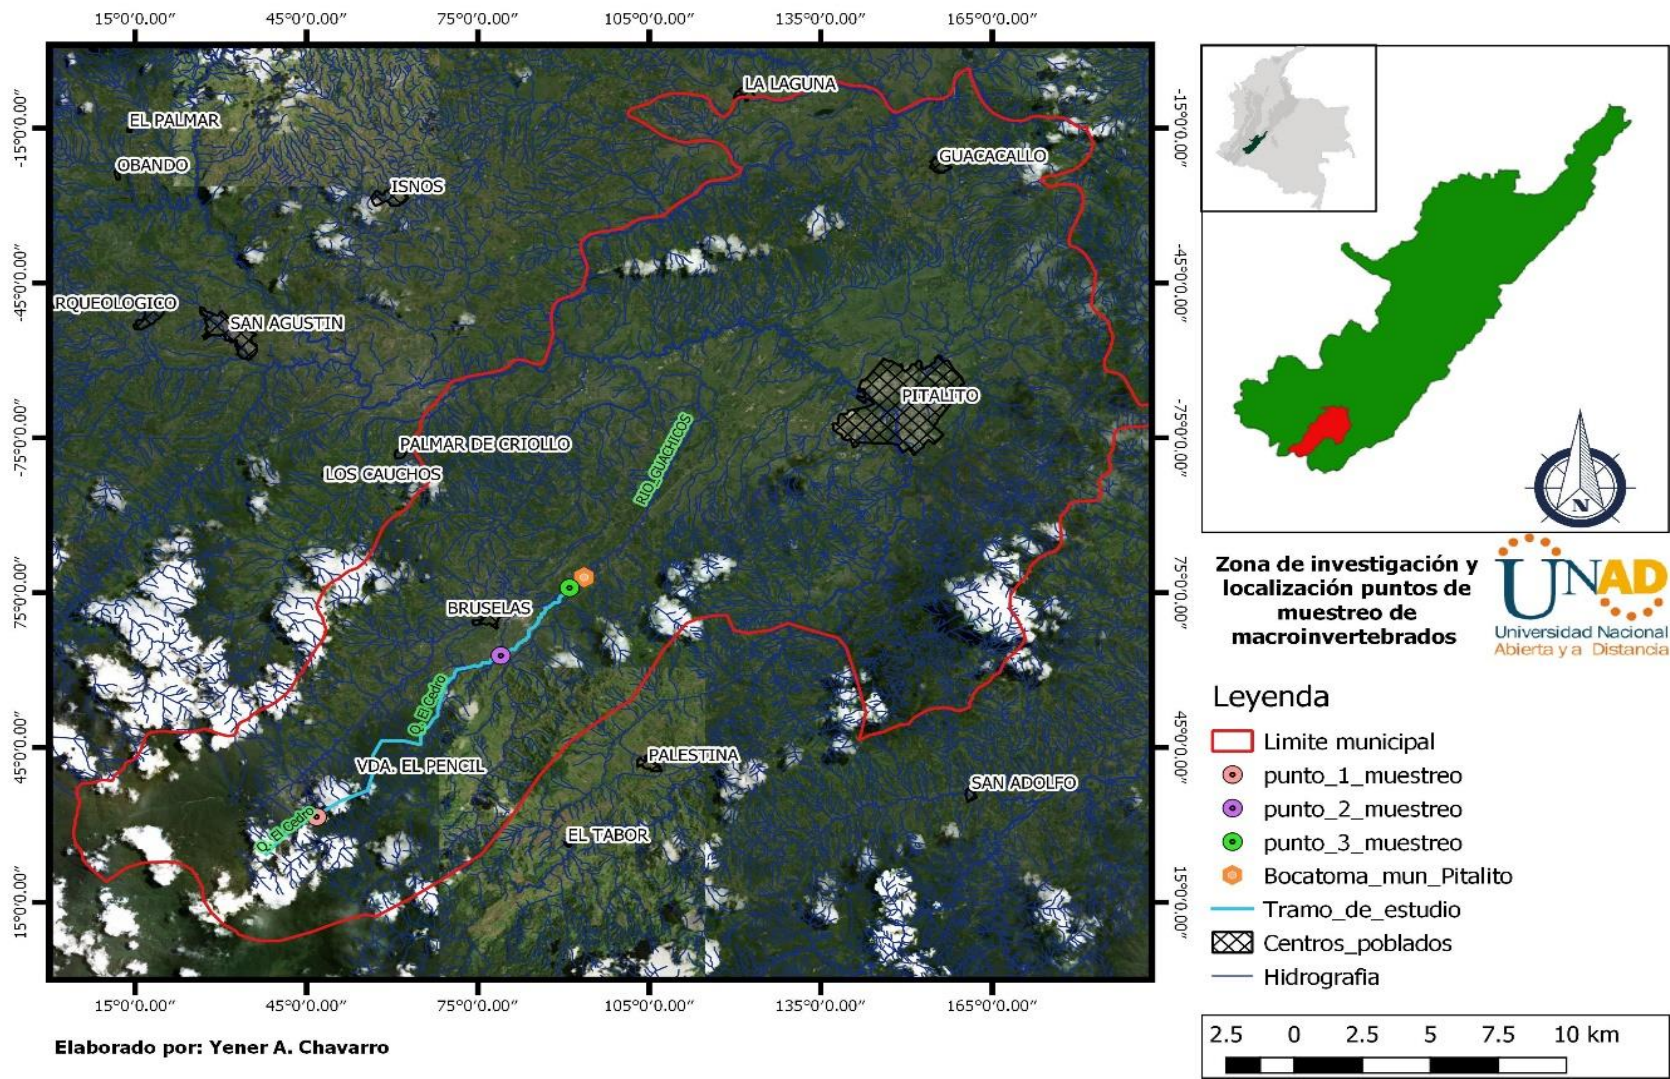 15°0'0.00" 45°0'0.00" 75°0'0.00" 105°0'0.00" 135°0'0.00" 165°0'0.00"
-15°0'0.00"
-45°0'0.00"
-75°0'0.00"
75°0'0.00"
45°0'0.00"
15°0'0.00"
LA LAGUNA
EL PALMAR
OBANDO
GUACACALLO
ISNOS
RQUEOLOGICO
SAN AGUSTIN
PITALITO
PALMAR DE CRIOLLO
LOS CAUCHOS
RIO_GUACHICOS
BRUSELAS
Q. El Cedro
VDA. EL PENCIL
PALESTINA
SAN ADOLFO
Q. El Cedro
EL TABOR
-15°0'0.00"
-45°0'0.00"
-75°0'0.00"
75°0'0.00"
45°0'0.00"
15°0'0.00"
15°0'0.00" 45°0'0.00" 75°0'0.00" 105°0'0.00" 135°0'0.00" 165°0'0.00"
Elaborado por: Yener A. Chavarro
N
Zona de investigación y
localización puntos de
muestreo de
macroinvertebrados
UNAD
Universidad Nacional
Abierta y a Distancia
Leyenda
Limite municipal
punto_1_muestreo
punto_2_muestreo
punto_3_muestreo
Bocatoma_mun_Pitalito
Tramo_de_estudio
Centros_poblados
Hidrografia
2.5 0 2.5 5 7.5 10 km